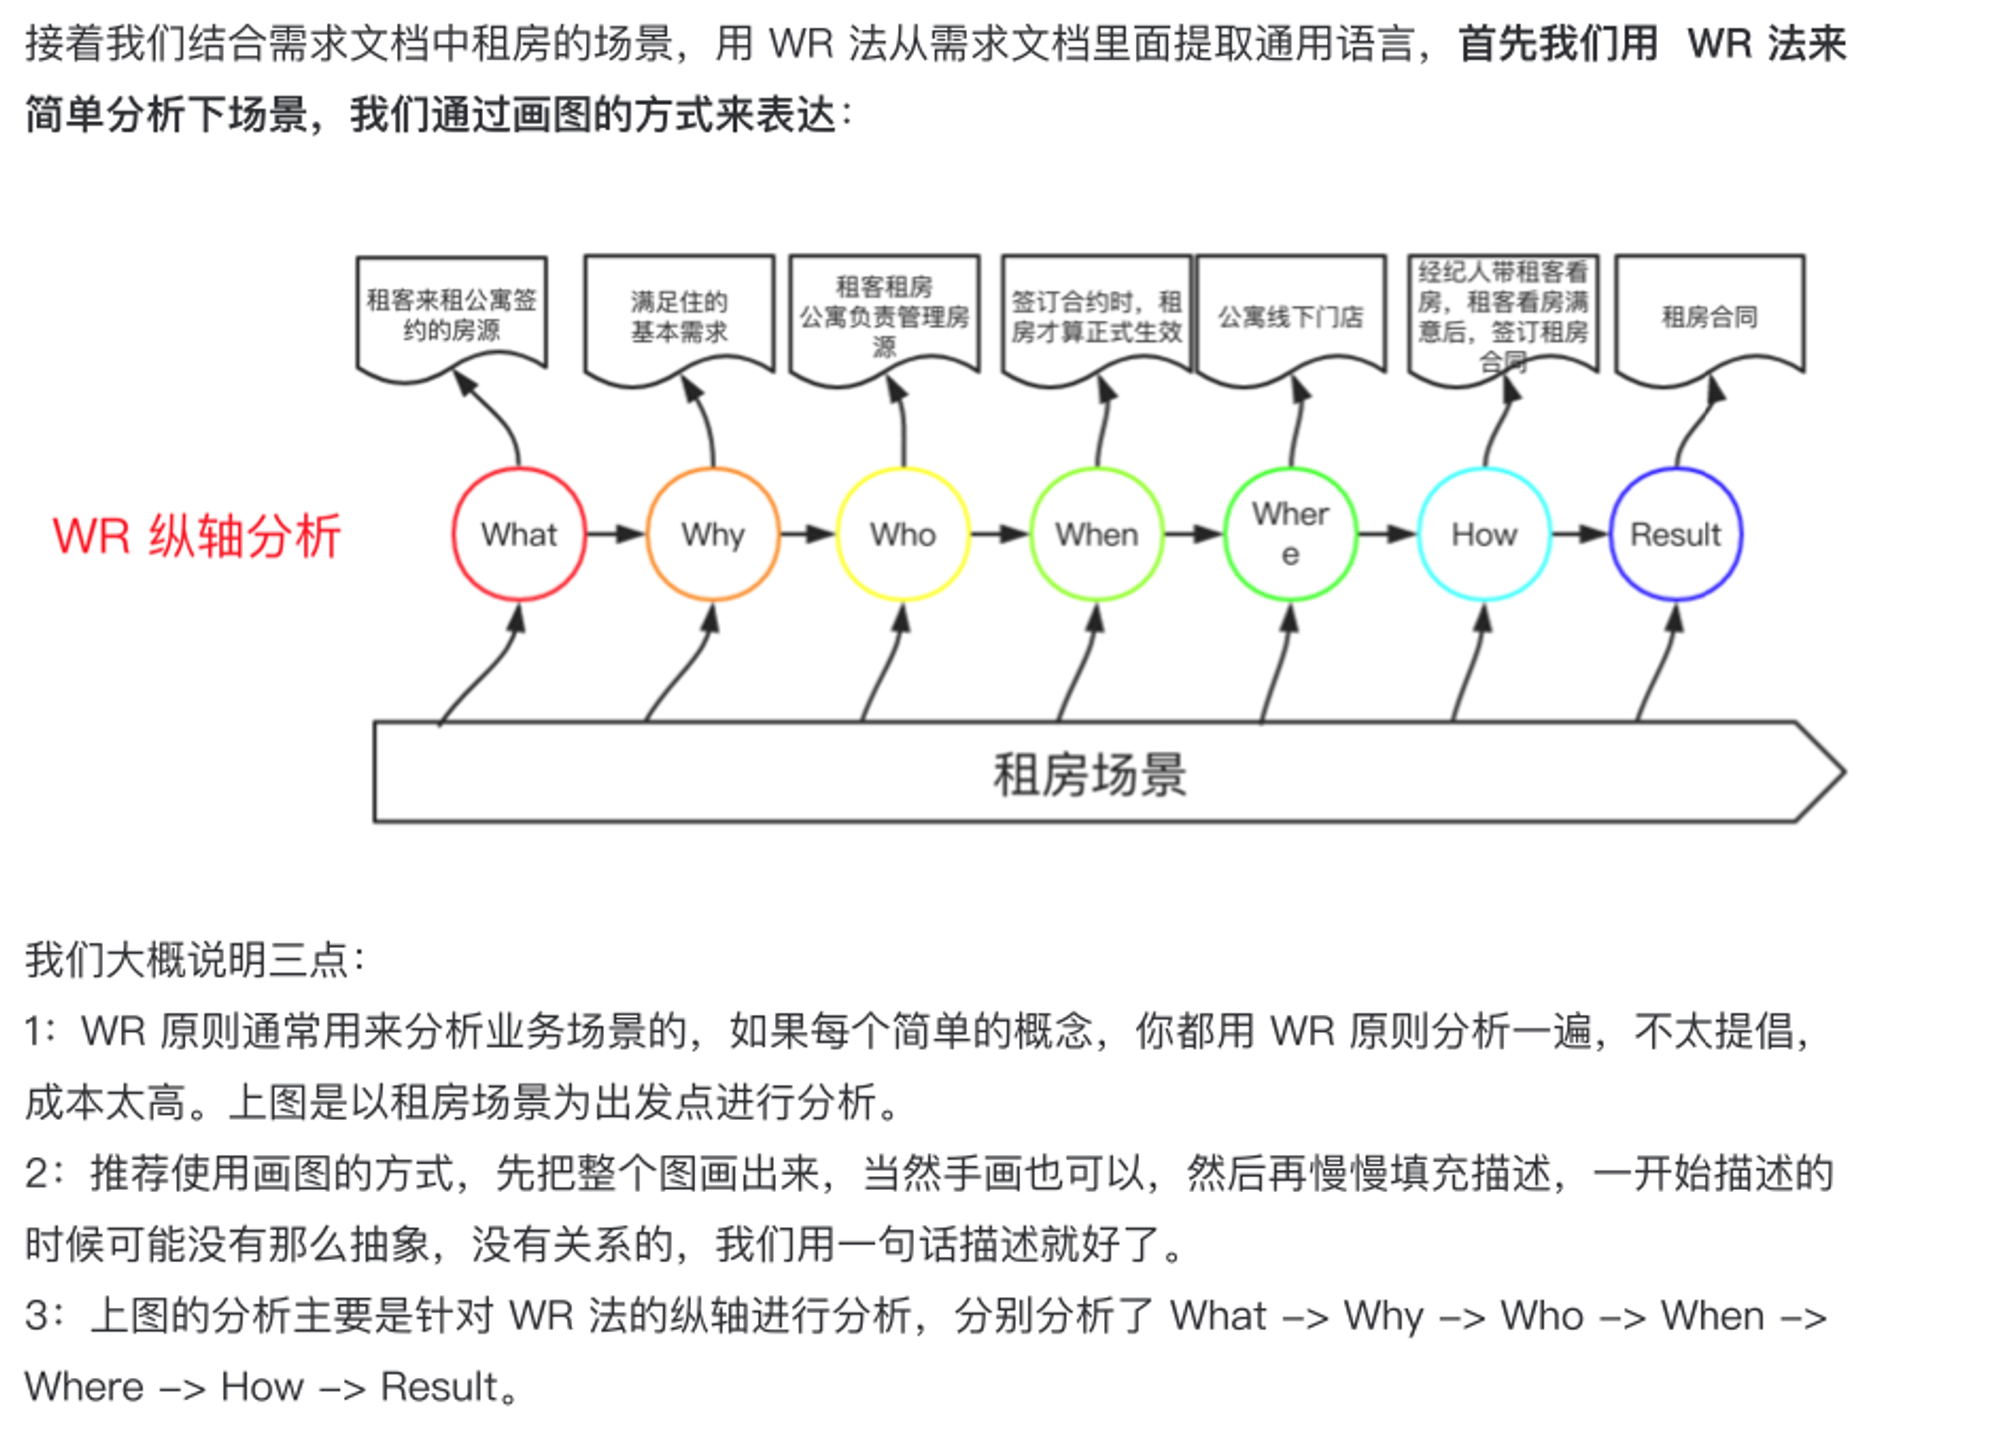 接着我们结合需求文档中租房的场景，用 WR 法从需求文档里面提取通用语言，首先我们用 WR 法来
简单分析下场景，我们通过画图的方式来表达：
租客来租公寓签
约的房源
满足住的
基本需求
租客租房
公寓负责管理房
源
签订合约时，租
房才算正式生效
公寓线下门店
经纪人带租客看
房，租客看房满
意后，签订租房
合同
租房合同
WR 纵轴分析
What
Why
Who
When
Wher
e
How
Result
租房场景
我们大概说明三点：
1：WR 原则通常用来分析业务场景的，如果每个简单的概念，你都用 WR 原则分析一遍，不太提倡，
成本太高。上图是以租房场景为出发点进行分析。
2：推荐使用画图的方式，先把整个图画出来，当然手画也可以，然后再慢慢填充描述，一开始描述的
时候可能没有那么抽象，没有关系的，我们用一句话描述就好了。
3：上图的分析主要是针对 WR 法的纵轴进行分析，分别分析了 What –> Why –> Who –> When –>
Where –> How –> Result。